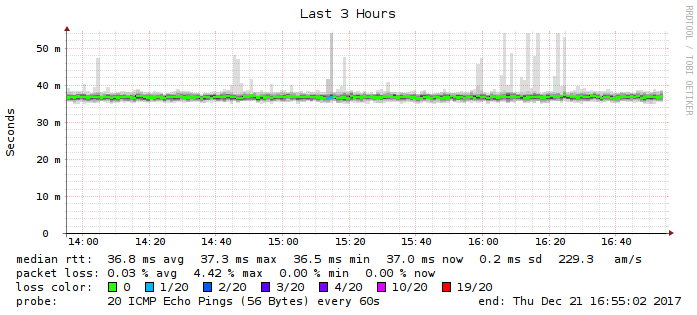 Last 3 Hours
RRDTOOL / TOBI OETIKER
Seconds
50 m
40 m
30 m
20 m
10 m
0
14:00 14:20 14:40 15:00 15:20 15:40 16:00 16:20 16:40
median rtt: 36.8 ms avg 37.3 ms max 36.5 ms min 37.0 ms now 0.2 ms sd 229.3 am/s
packet loss: 0.03 % avg 4.42 % max 0.00 % min 0.00 % now
loss color: 0 1/20 2/20 3/20 4/20 10/20 19/20
probe: 20 ICMP Echo Pings (56 Bytes) every 60s end: Thu Dec 21 16:55:02 2017